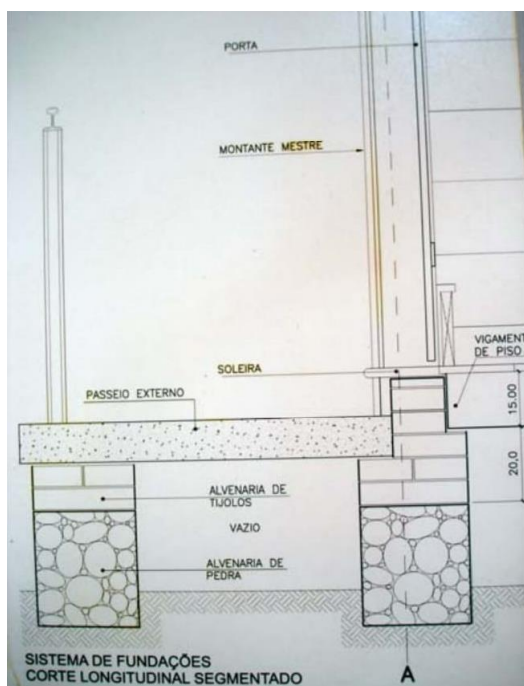 PORTA
MONTANTE MESTRE
VIGAMENT
DE PISO
SOLEIRA
PASSEIO EXTERNO
15.00
20,0
ALVENARIA DE
TIJOLOS
VAZIO
ALVENARIA DE
PEDRA
SISTEMA DE FUNDAÇÕES
CORTE LONGITUDINAL SEGMENTADO
A